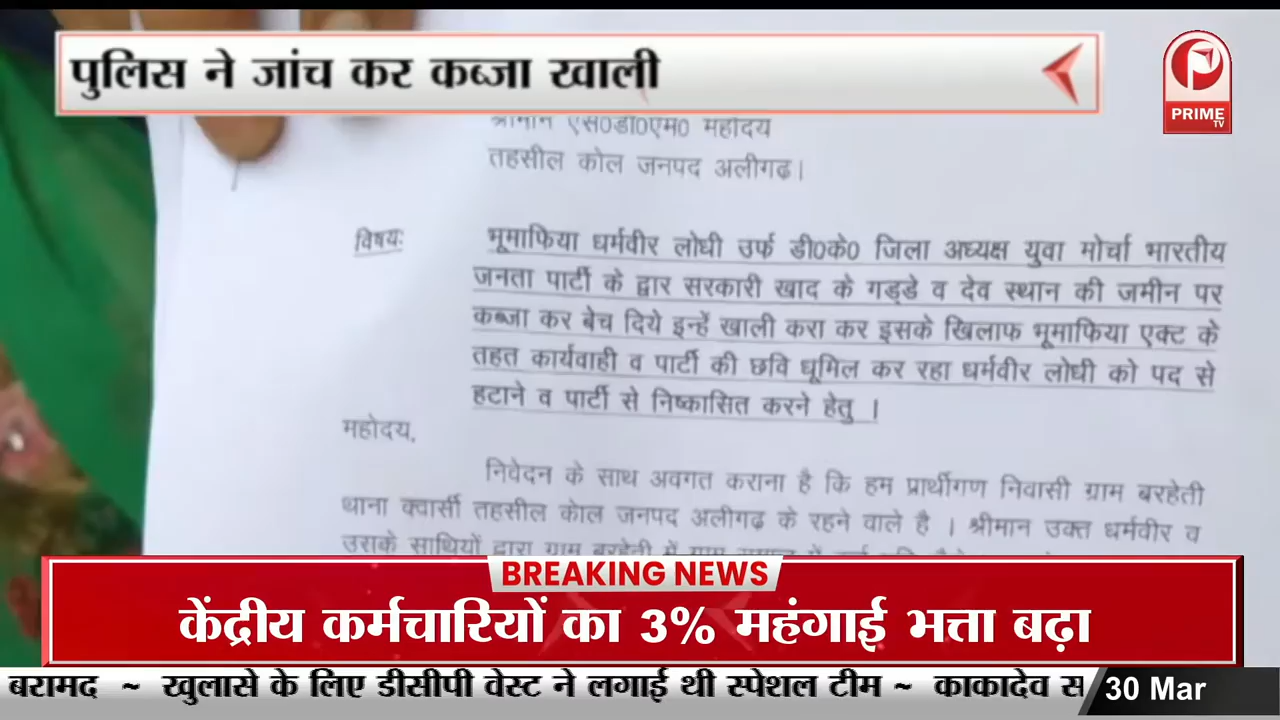 पुलिस ने जांच कर कब्जा खाली
PRIME
TV
श्रीमान एस0डी0एम0 महोदय
तहसील कोल जनपद अलीगढ़।
विषयः
भूमाफिया धर्मवीर लोधी उर्फ डी0के0 जिला अध्यक्ष युवा मोर्चा भारतीय
जनता पार्टी के द्वार सरकारी खाद के गड्डे व देव स्थान की जमीन पर
कब्जा कर बेच दिये इन्हें खाली करा कर इसके खिलाफ भूमाफिया एक्ट के
तहत कार्यवाही व पार्टी की छवि धूमिल कर रहा धर्मवीर लोधी को पद से
हटाने व पार्टी से निष्कासित करने हेतु ।
महोदय,
निवेदन के साथ अवगत कराना है कि हम प्रार्थीगण निवासी ग्राम बरहेती
थाना क्वार्सी तहसील कोल जनपद अलीगढ़ के रहने वाले है । श्रीमान उक्त धर्मवीर व
उसके साथियों द्वारा ग्राम बरहेती में
BREAKING NEWS
केंद्रीय कर्मचारियों का 3% महंगाई भत्ता बढ़ा
बरामद ~ खुलासे के लिए डीसीपी वेस्ट ने लगाई थी स्पेशल टीम ~ काकादेव स
30 Mar